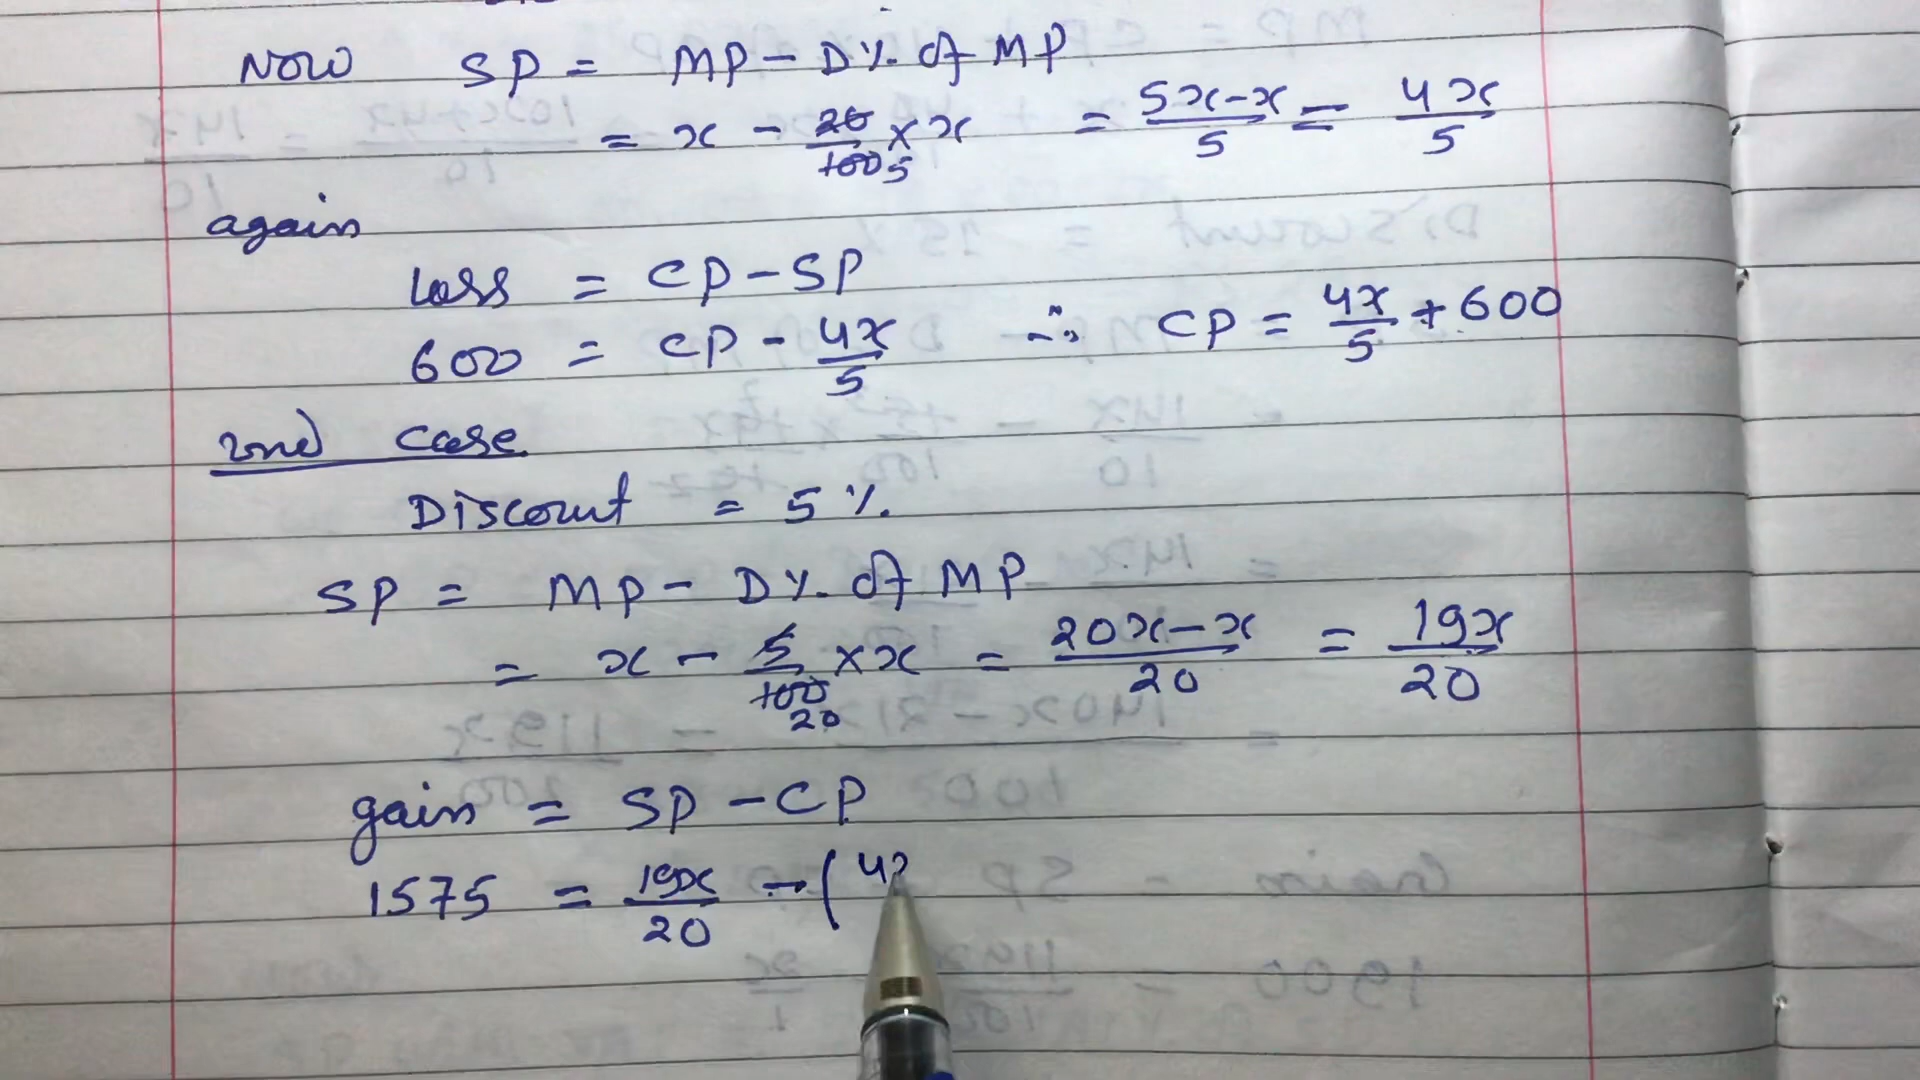 Now SP = MP - D%. of MP
= x - 20/100 5 × x = 5x-x/5 = 4x/5
again
loss = CP - SP
600 = CP - 4x/5 ∴ CP = 4x/5 + 600
2nd case
Discount = 5%.
SP = MP - D%. of MP
= x - 5/100 20 × x = 20x-x/20 = 19x/20
gain = SP - CP
1575 = 19x/20 - ( 4